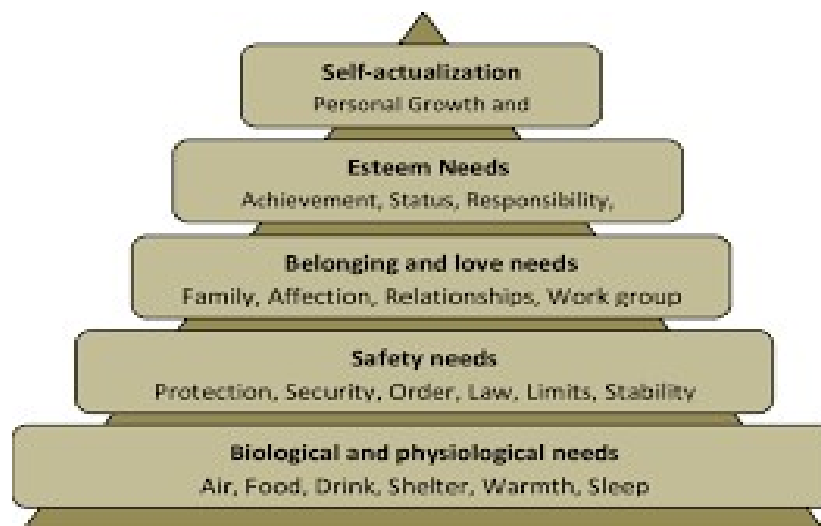 Self-actualization
Personal Growth and
Esteem Needs
Achievement, Status, Responsibility,
Belonging and love needs
Family, Affection, Relationships, Work group
Safety needs
Protection, Security, Order, Law, Limits, Stability
Biological and physiological needs
Air, Food, Drink, Shelter, Warmth, Sleep